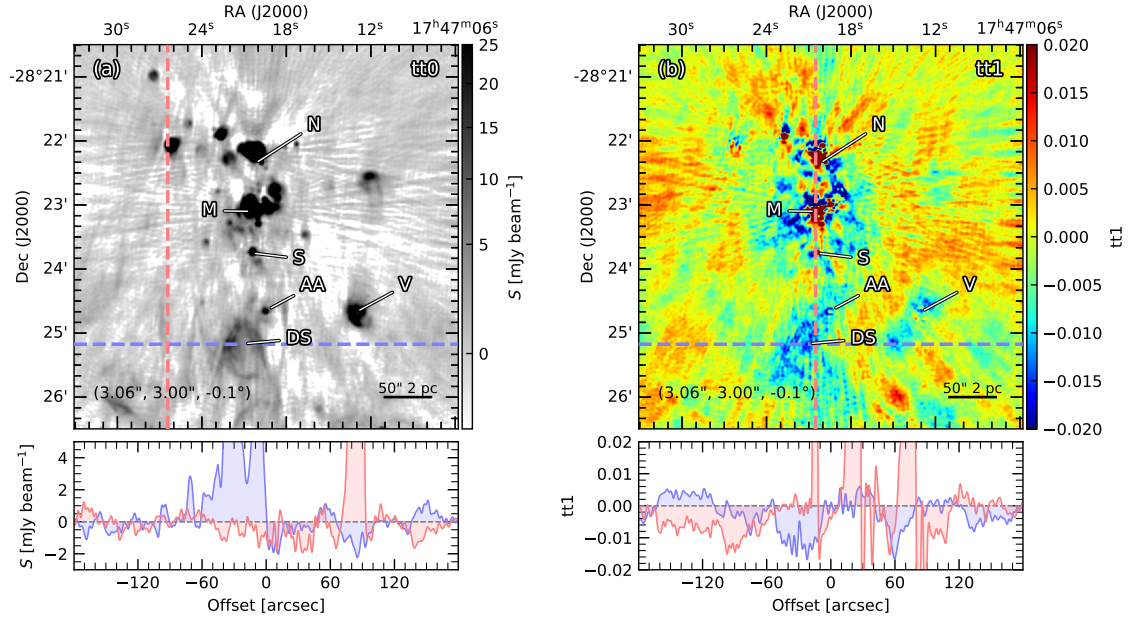 RA (J2000)
30ˢ 24ˢ 18ˢ 12ˢ 17ʰ47ᵐ06ˢ
(a)
tt0
N
M
S
AA
V
DS
(3.06", 3.00", -0.1°)
50" 2 pc
-28°21'
22'
23'
24'
25'
26'
Dec (J2000)
25
20
15
10
5
0
S [mJy beam⁻¹]
4
2
0
−2
S [mJy beam⁻¹]
−120 −60 0 60 120
Offset [arcsec]
RA (J2000)
30ˢ 24ˢ 18ˢ 12ˢ 17ʰ47ᵐ06ˢ
(b)
tt1
N
M
S
AA
V
DS
(3.06", 3.00", -0.1°)
50" 2 pc
-28°21'
22'
23'
24'
25'
26'
Dec (J2000)
0.020
0.015
0.010
0.005
0.000
−0.005
−0.010
−0.015
−0.020
tt1
0.02
0.01
0.00
−0.01
−0.02
tt1
−120 −60 0 60 120
Offset [arcsec]